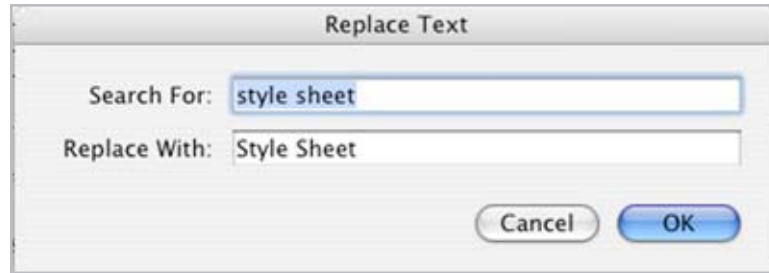 Replace Text
Search For: style sheet
Replace With: Style Sheet
Cancel OK